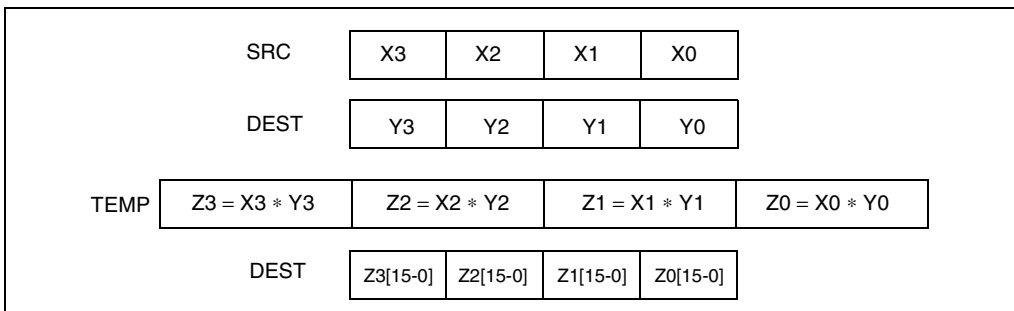 SRC X3 X2 X1 X0
DEST Y3 Y2 Y1 Y0
TEMP Z3 = X3 ∗ Y3 Z2 = X2 ∗ Y2 Z1 = X1 ∗ Y1 Z0 = X0 ∗ Y0
DEST Z3[15-0] Z2[15-0] Z1[15-0] Z0[15-0]